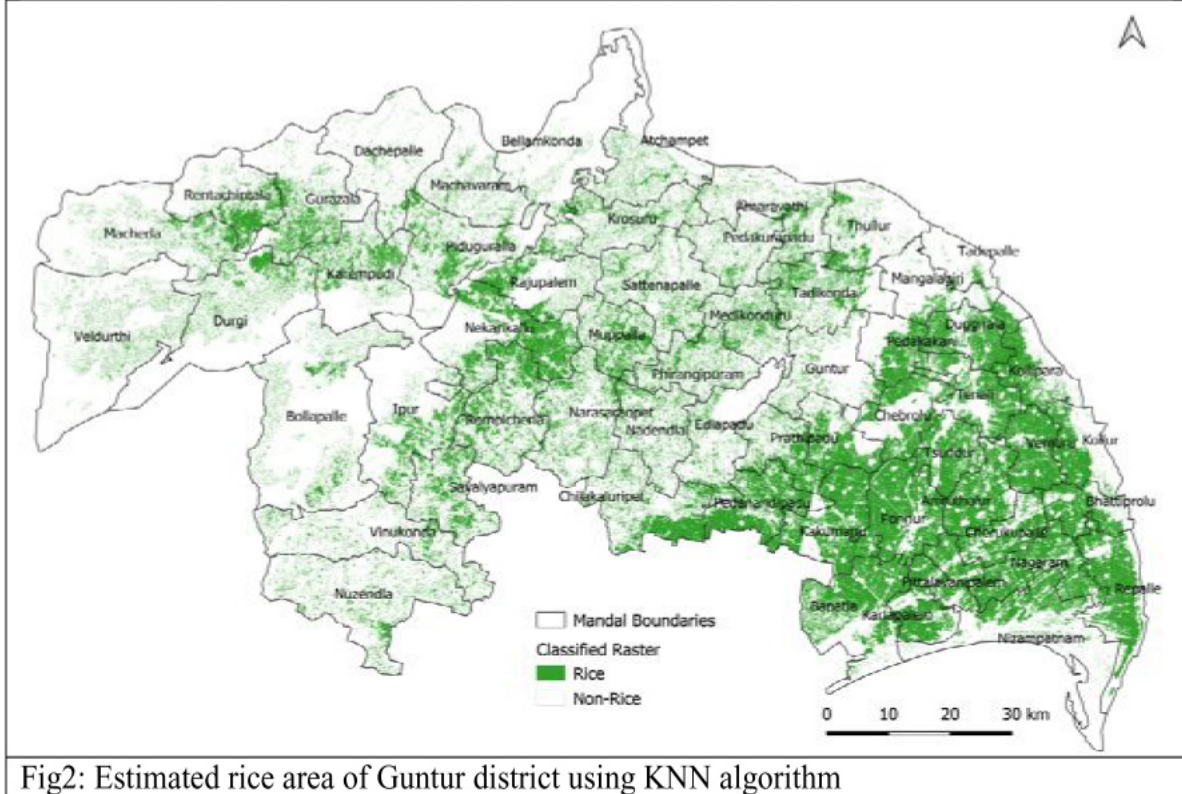 Bellamkonda
Atchampet
Dachepalle
Machavaram
Rentachintala
Gurazala
Macherla
Krosuru
Amaravathi
Pedakurapadu
Thullur
Tadepalle
Mangalagiri
Piduguralla
Karempudi
Rajupalem
Sattenapalle
Tadikonda
Durgi
Veldurthi
Nekarikallu
Muppalla
Medikonduru
Duggirala
Pedakakani
Phirangipuram
Guntur
Kollipara
Tenali
Bollapalle
Ipur
Rompicherla
Narasaraopet
Nadendla
Edlapadu
Chebrolu
Prathipadu
Tsundur
Vemuru
Kollur
Savalyapuram
Chilakaluripet
Pedanandipadu
Bhattiprolu
Vinukonda
Kakumanu
Ponnur
Amruthalur
Cherukupalle
Nagaram
Nuzendla
Pittalavanipalem
Repalle
Bapatla
Karlapalem
Nizampatnam
Mandal Boundaries
Classified Raster
Rice
Non-Rice
0 10 20 30 km
Fig2: Estimated rice area of Guntur district using KNN algorithm